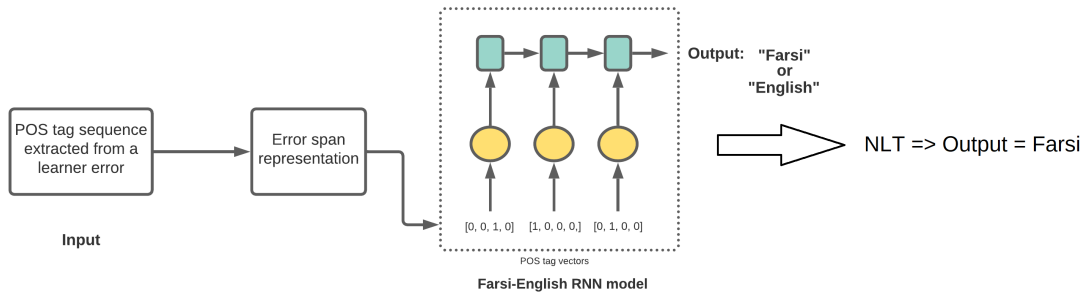 POS tag sequence
extracted from a
learner error
Input
Error span
representation
[0, 0, 1, 0]
[1, 0, 0, 0,]
[0, 1, 0, 0]
POS tag vectors
Farsi-English RNN model
Output: "Farsi"
or
"English"
NLT => Output = Farsi